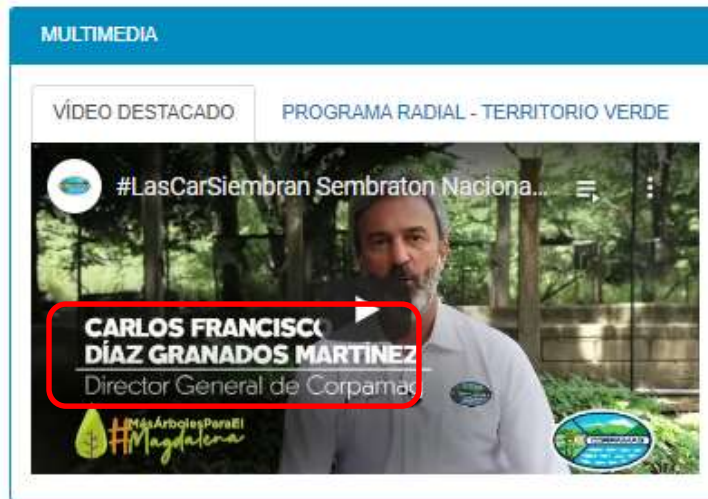 MULTIMEDIA
VÍDEO DESTACADO
PROGRAMA RADIAL - TERRITORIO VERDE
#LasCarSiembran Sembraton Naciona...
CARLOS FRANCISCO
DÍAZ GRANADOS MARTÍNEZ
Director General de Corpamag
#MásÁrbolesParaEl
Magdalena
CORPAMAG